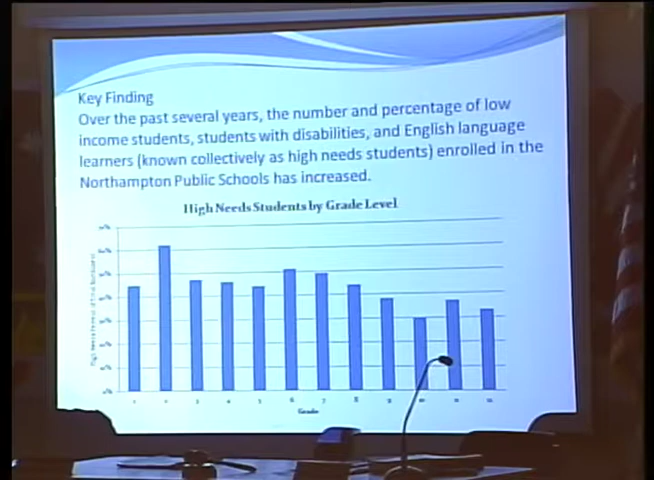 Key Finding
Over the past several years, the number and percentage of low
income students, students with disabilities, and English language
learners (known collectively as high needs students) enrolled in the
Northampton Public Schools has increased.
High Needs Students by Grade Level
Grade